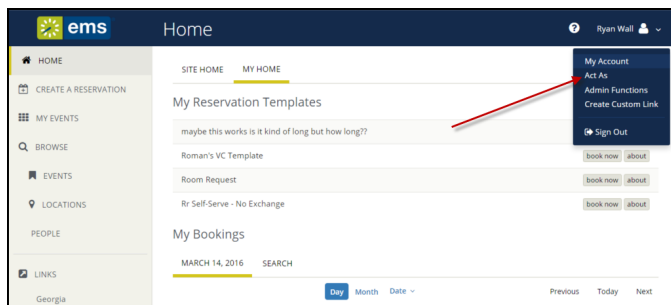 ems
Home
? Ryan Wall
HOME
CREATE A RESERVATION
MY EVENTS
BROWSE
EVENTS
LOCATIONS
PEOPLE
LINKS
Georgia
SITE HOME MY HOME
My Account
Act As
Admin Functions
Create Custom Link
Sign Out
My Reservation Templates
maybe this works is it kind of long but how long??
Roman's VC Template book now about
Room Request book now about
Rr Self-Serve - No Exchange book now about
My Bookings
MARCH 14, 2016 SEARCH
Day Month Date Previous Today Next